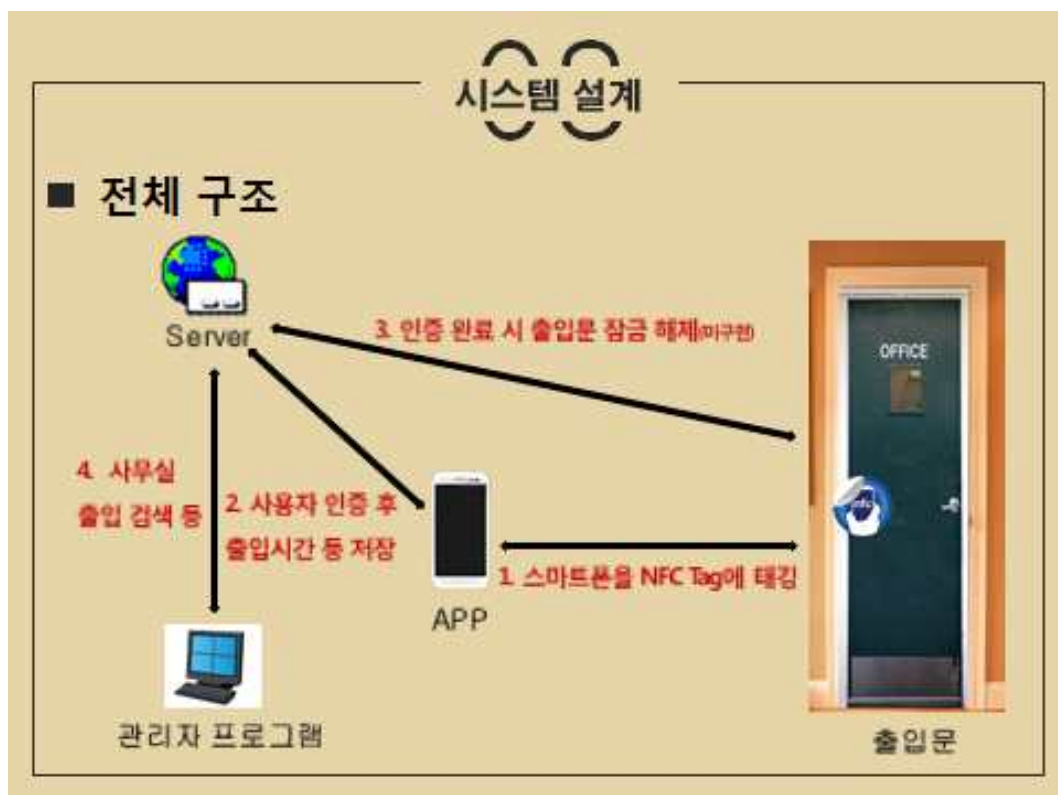 시스템 설계
■ 전체 구조
Server
3. 인증 완료 시 출입문 잠금 해제(미구현)
OFFICE
4. 사무실
출입 검색 등
2. 사용자 인증 후
출입시간 등 저장
1. 스마트폰을 NFC Tag에 태깅
APP
관리자 프로그램
출입문